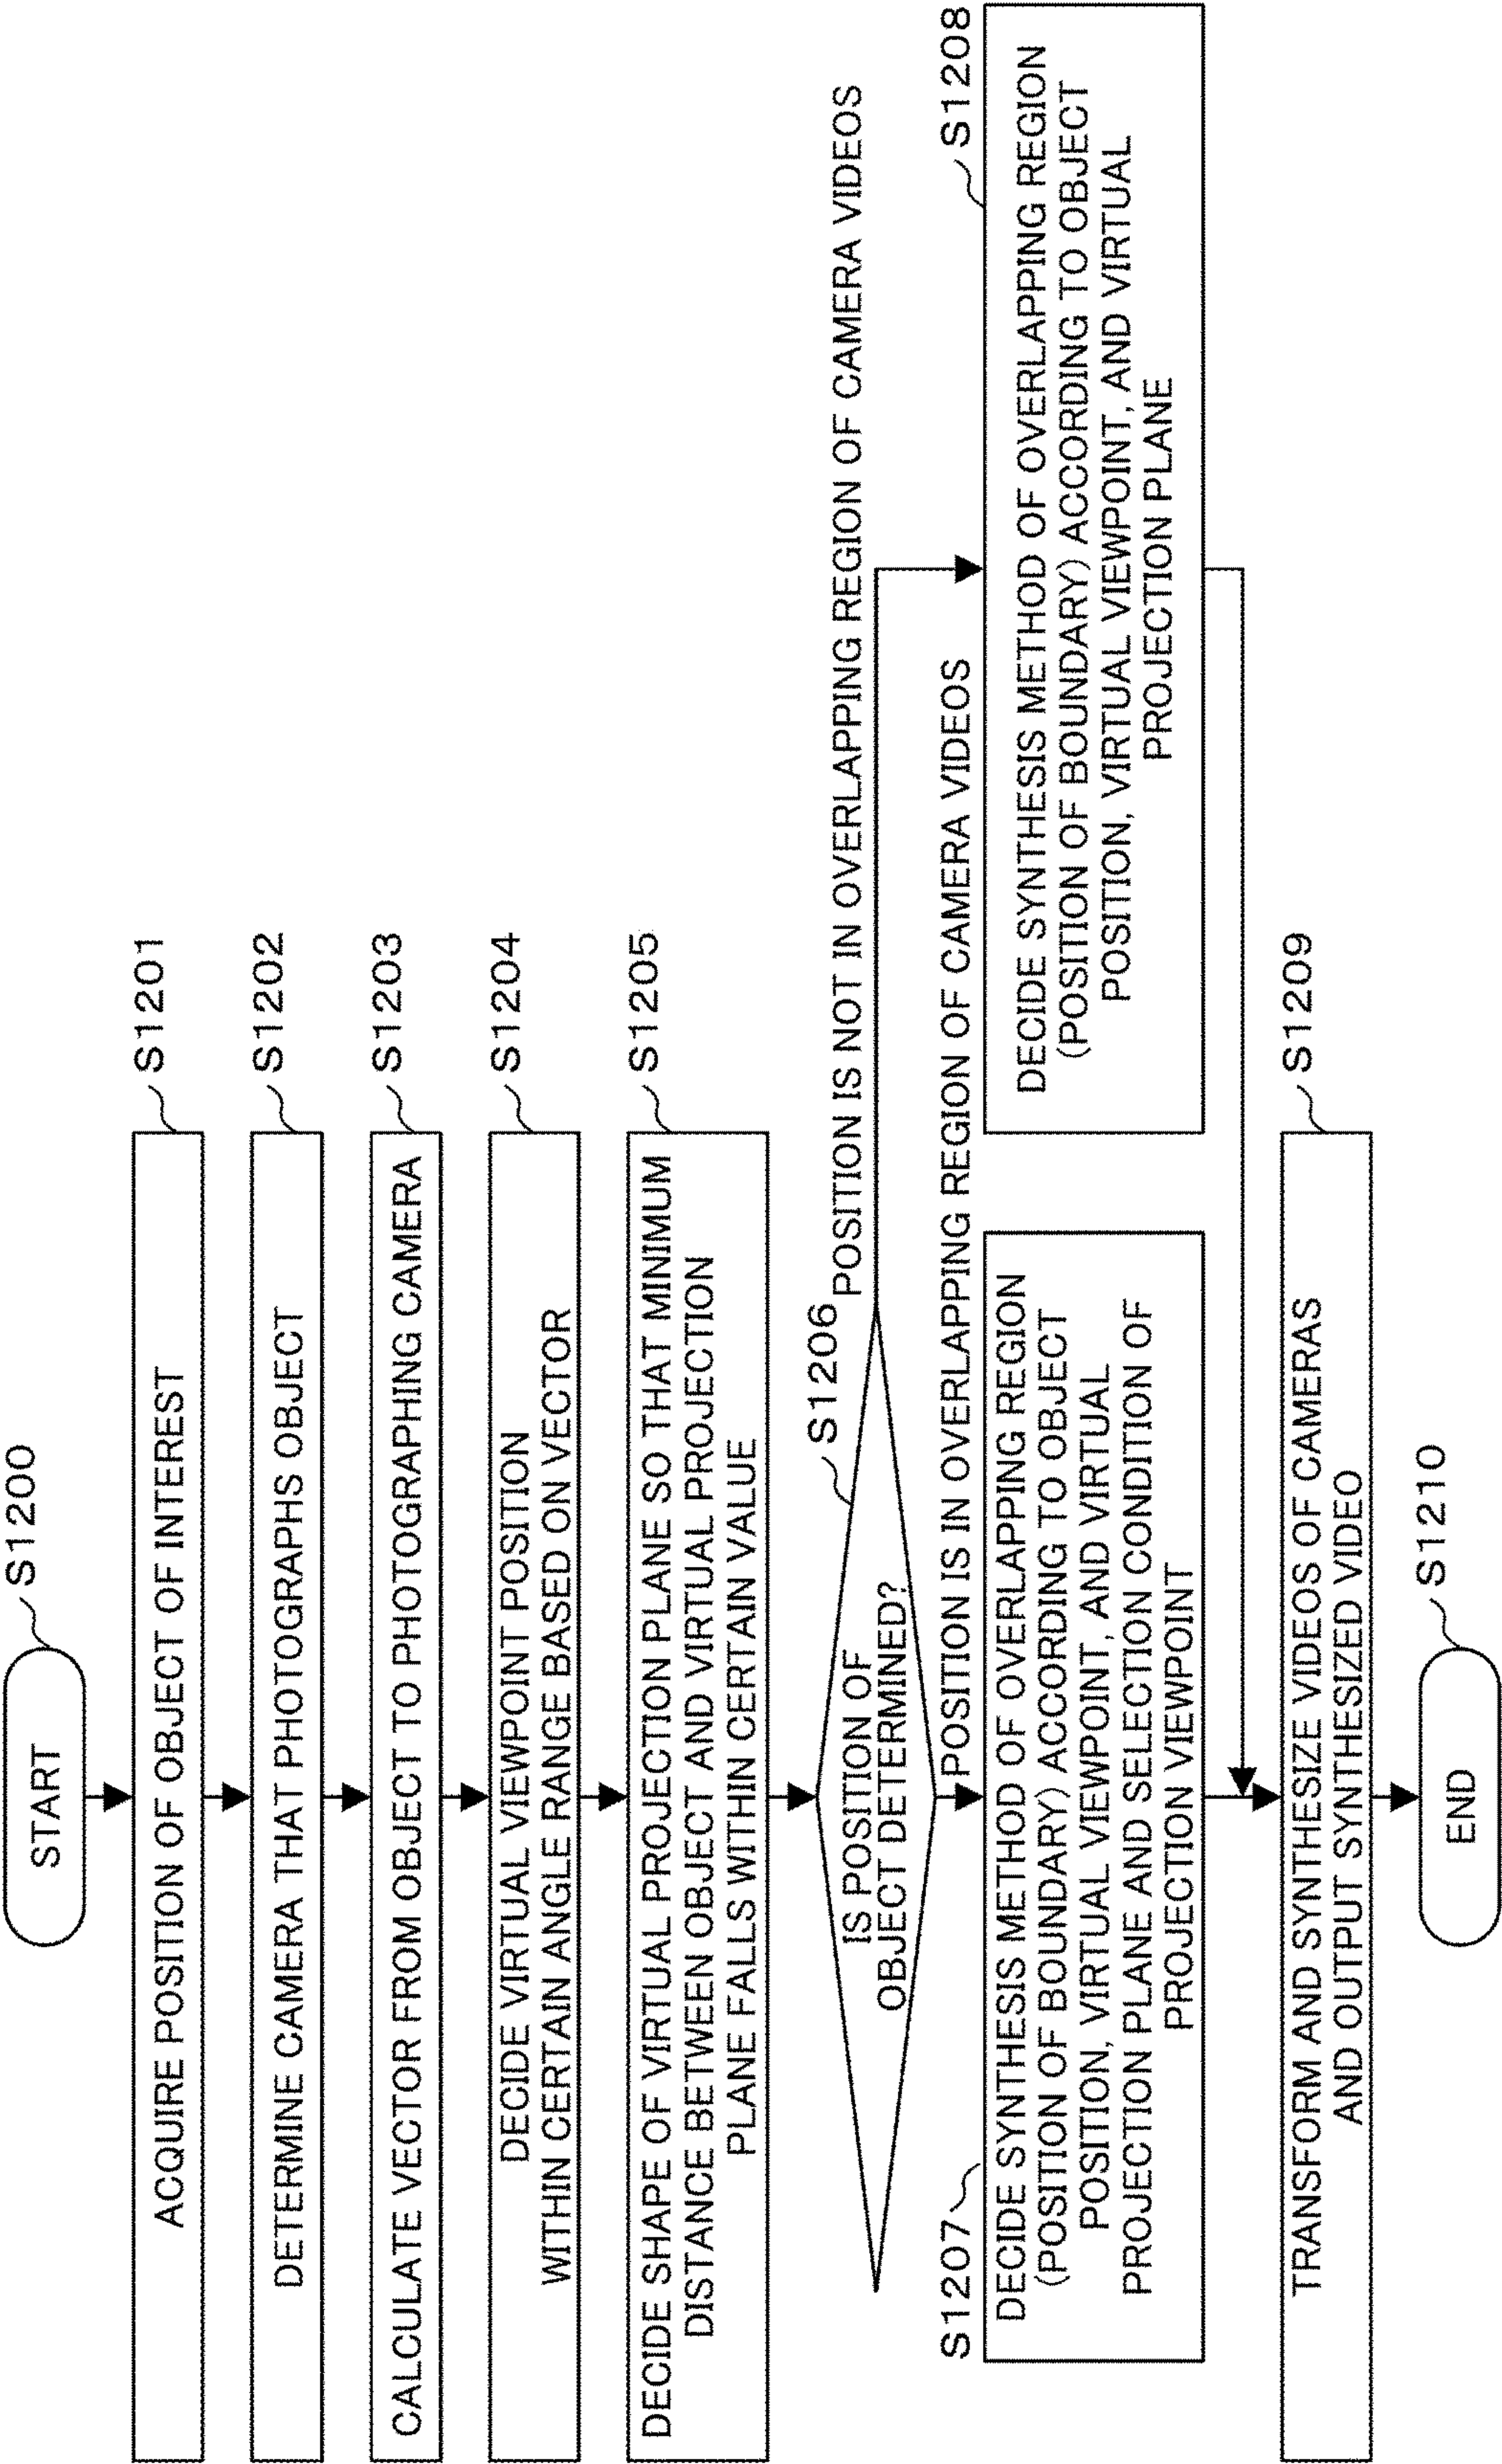 START
S1200
ACQUIRE POSITION OF OBJECT OF INTEREST
S1201
DETERMINE CAMERA THAT PHOTOGRAPHS OBJECT
S1202
CALCULATE VECTOR FROM OBJECT TO PHOTOGRAPHING CAMERA
S1203
DECIDE VIRTUAL VIEWPOINT POSITION
WITHIN CERTAIN ANGLE RANGE BASED ON VECTOR
S1204
DECIDE SHAPE OF VIRTUAL PROJECTION PLANE SO THAT MINIMUM
DISTANCE BETWEEN OBJECT AND VIRTUAL PROJECTION
PLANE FALLS WITHIN CERTAIN VALUE
S1205
IS POSITION OF
OBJECT DETERMINED?
S1206
POSITION IS NOT IN OVERLAPPING REGION OF CAMERA VIDEOS
POSITION IS IN OVERLAPPING REGION OF CAMERA VIDEOS
S1207
DECIDE SYNTHESIS METHOD OF OVERLAPPING REGION
(POSITION OF BOUNDARY) ACCORDING TO OBJECT
POSITION, VIRTUAL VIEWPOINT, AND VIRTUAL
PROJECTION PLANE AND SELECTION CONDITION OF
PROJECTION VIEWPOINT
S1208
DECIDE SYNTHESIS METHOD OF OVERLAPPING REGION
(POSITION OF BOUNDARY) ACCORDING TO OBJECT
POSITION, VIRTUAL VIEWPOINT, AND VIRTUAL
PROJECTION PLANE
TRANSFORM AND SYNTHESIZE VIDEOS OF CAMERAS
AND OUTPUT SYNTHESIZED VIDEO
S1209
END
S1210